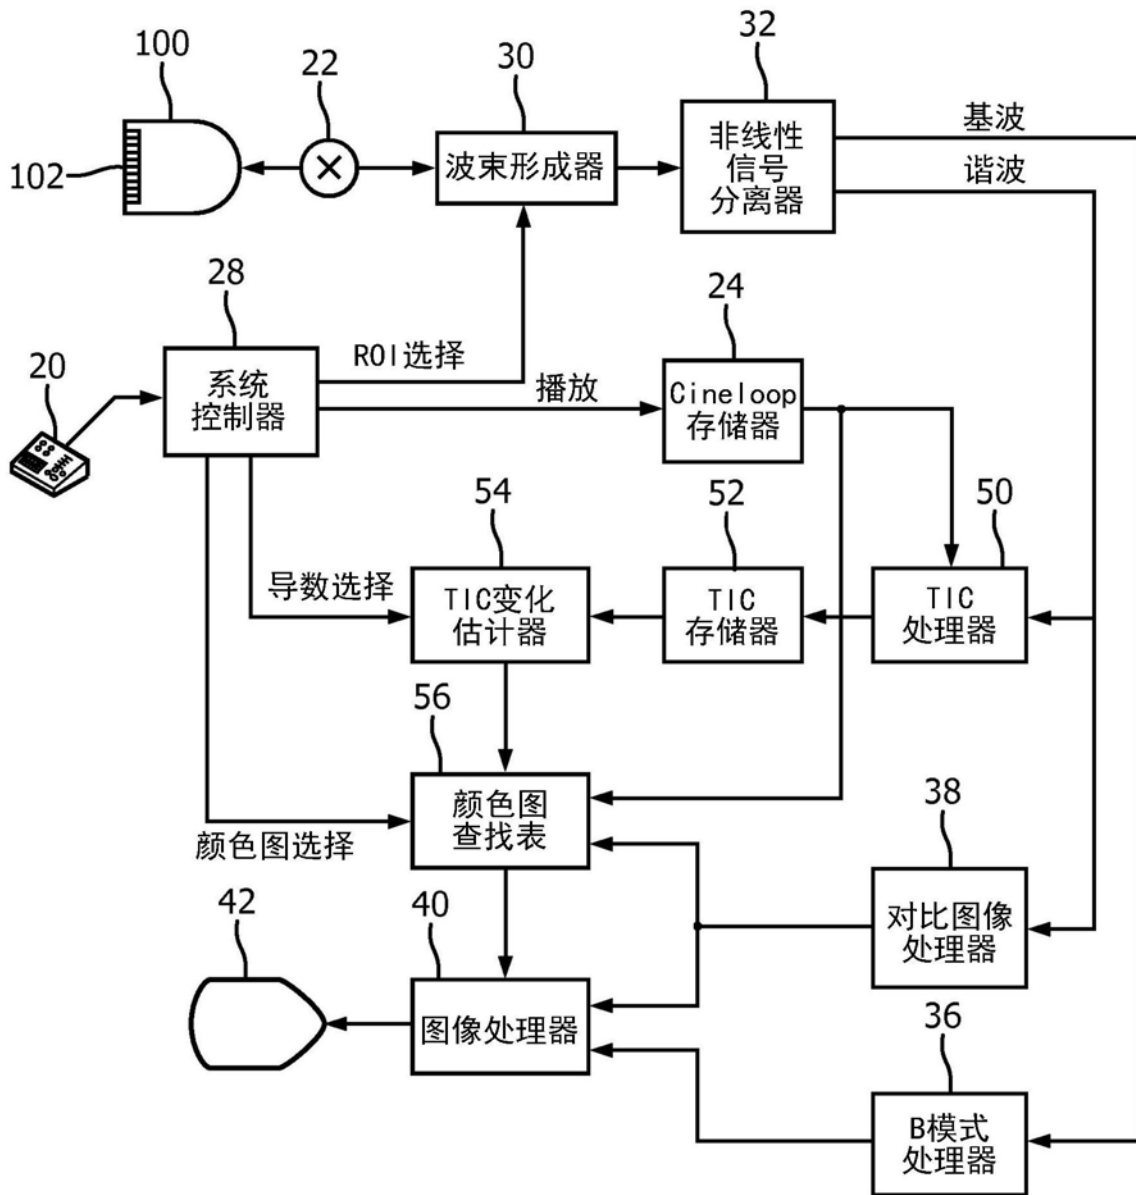 100
22
30
32
102
波束形成器
非线性
信号
分离器
基波
谐波
28
24
20
系统
控制器
ROI选择
播放
Cineloop
存储器
54
52
50
导数选择
TIC变化
估计器
TIC
存储器
TIC
处理器
56
颜色图
查找表
颜色图选择
38
对比图像
处理器
42
40
图像处理器
36
B模式
处理器